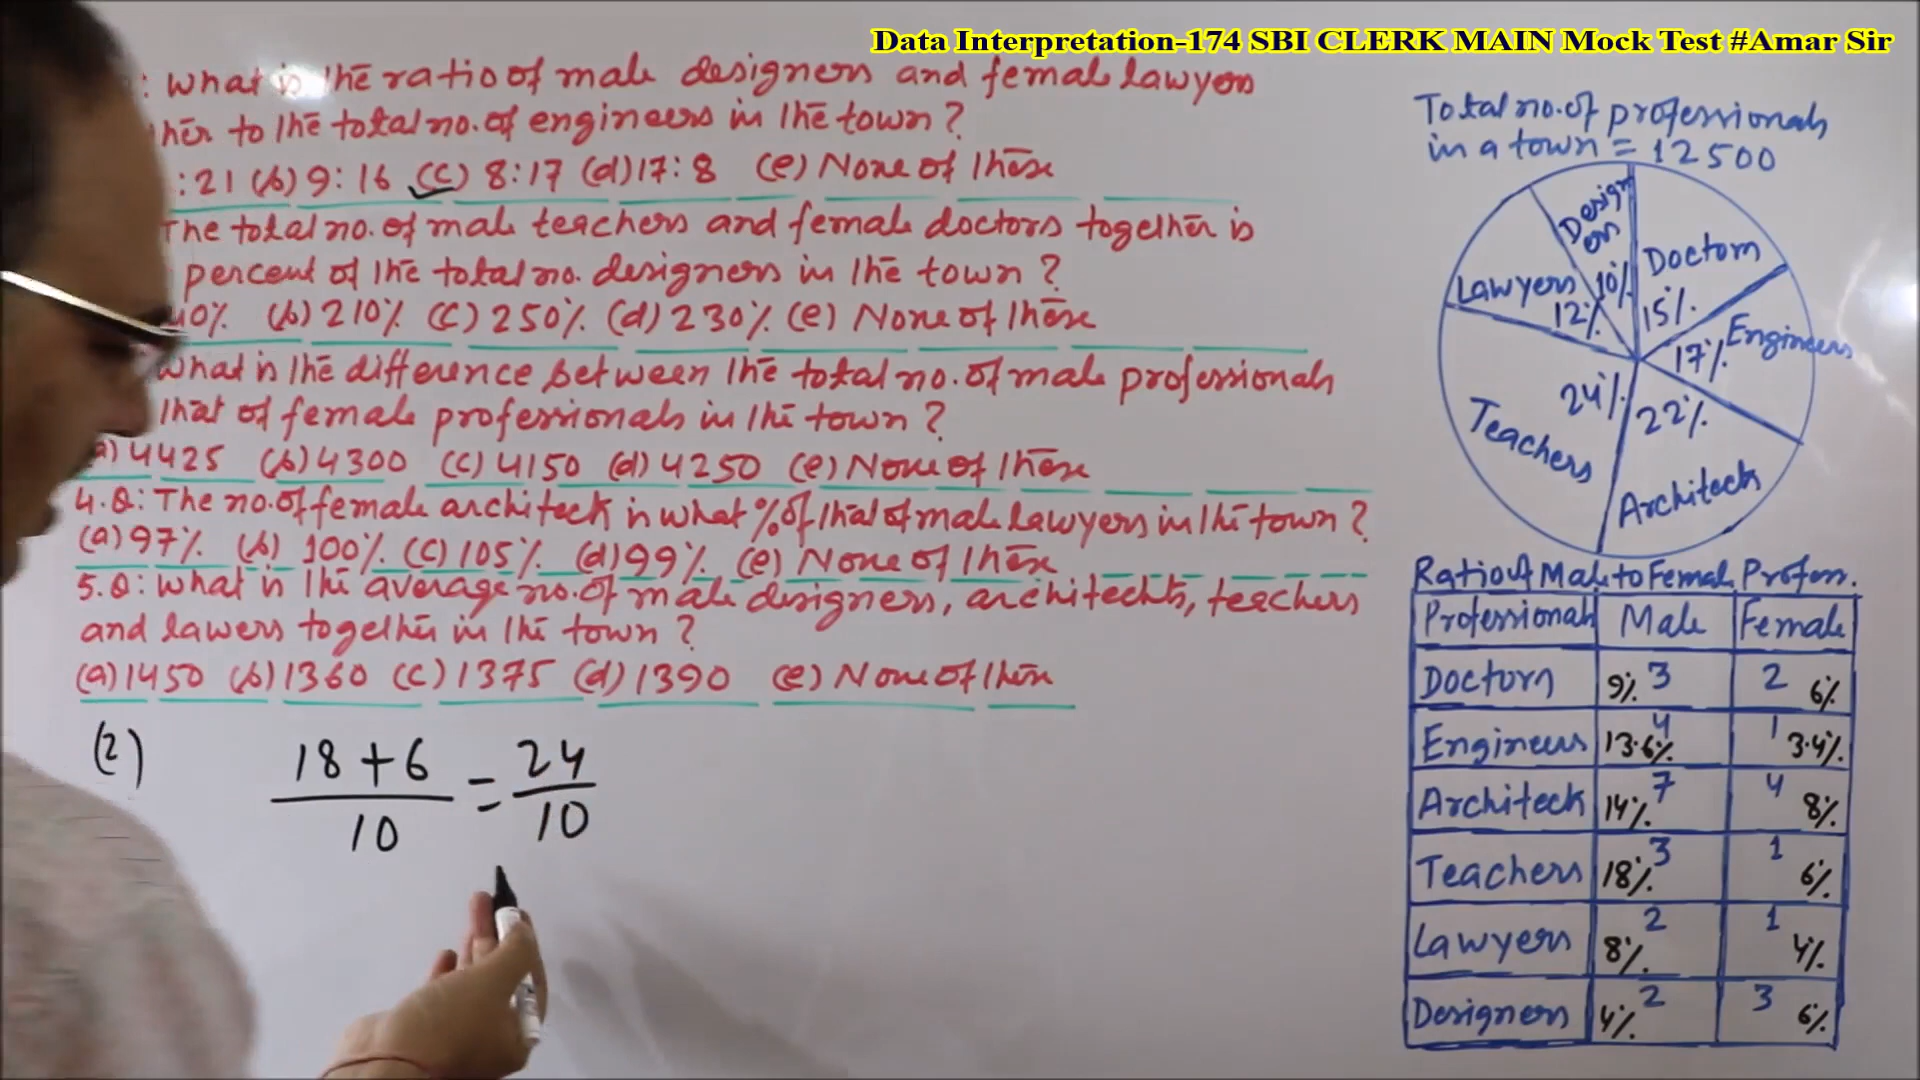 Data Interpretation-174 SBI CLERK MAIN Mock Test #Amar Sir
: What is the ratio of male designers and female lawyers
her to the total no. of engineers in the town ?
:21 (b) 9:16 (c) 8:17 (d) 17:8 (e) None of these
The total no. of male teachers and female doctors together is
percent of the total no. designers in the town ?
40% (b) 210% (c) 250% (d) 230% (e) None of these
What is the difference between the total no. of male professionals
that of female professionals in the town ?
a) 4425 (b) 4300 (c) 4150 (d) 4250 (e) None of these
4.Q: The no. of female architeck is what % of that of male lawyers in the town ?
(a) 97% (b) 100% (c) 105% (d) 99% (e) None of these
5.Q: What is the average no. of male designers, architechts, teachers
and lawers together in the town ?
(a) 1450 (b) 1360 (c) 1375 (d) 1390 (e) None of these
(2)
18+6 = 24
10 10
Total no. of professionals
in a town = 12500
Designers 10%
Doctors 15%
Lawyers 12%
Engineers 17%
24% Teachers
22% Architeck
Ratio of Male to Female Profess.
Professionals Male Female
Doctors 9% 3 2 6%
Engineers 13.6% 4 1 3.4%
Architeck 14% 7 4 8%
Teachers 18% 3 1 6%
Lawyers 8% 2 1 4%
Designers 4% 2 3 6%